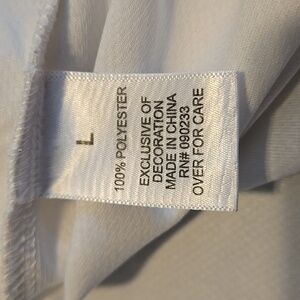 L
100% POLYESTER
EXCLUSIVE OF
DECORATION
MADE IN CHINA
RN# 090233
OVER FOR CARE